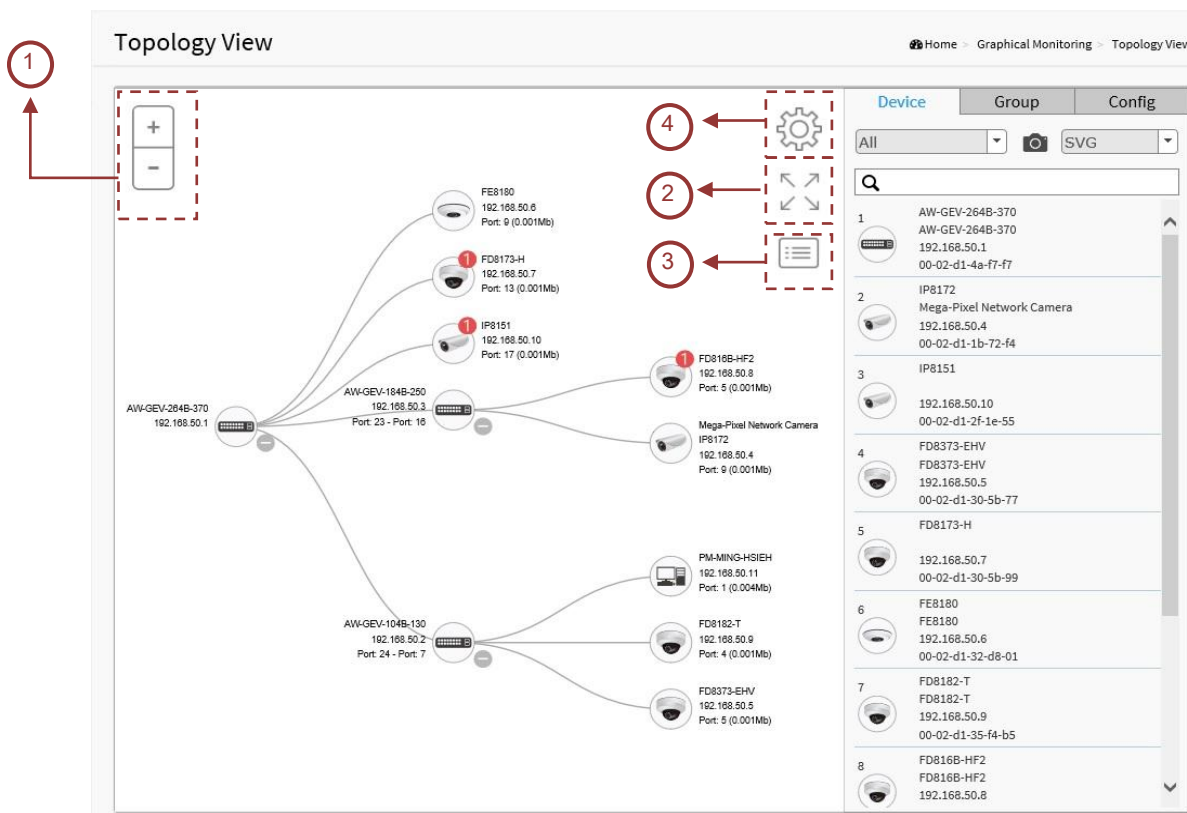 Topology View
Home > Graphical Monitoring > Topology View
1
+
-
4
2
3
FE8180
192.168.50.6
Port: 9 (0.001Mb)
1
FD8173-H
192.168.50.7
Port: 13 (0.001Mb)
1
IP8151
192.168.50.10
Port: 17 (0.001Mb)
AW-GEV-184B-250
192.168.50.3
Port: 23 - Port: 16
1
FD816B-HF2
192.168.50.8
Port: 5 (0.001Mb)
AW-GEV-264B-370
192.168.50.1
Mega-Pixel Network Camera
IP8172
192.168.50.4
Port: 9 (0.001Mb)
PM-MING-HSIEH
192.168.50.11
Port: 1 (0.004Mb)
AW-GEV-104B-130
192.168.50.2
Port: 24 - Port: 7
FD8182-T
192.168.50.9
Port: 4 (0.001Mb)
FD8373-EHV
192.168.50.5
Port: 5 (0.001Mb)
Device Group Config
All SVG
1
AW-GEV-264B-370
AW-GEV-264B-370
192.168.50.1
00-02-d1-4a-f7-f7
2
IP8172
Mega-Pixel Network Camera
192.168.50.4
00-02-d1-1b-72-f4
3
IP8151
192.168.50.10
00-02-d1-2f-1e-55
4
FD8373-EHV
FD8373-EHV
192.168.50.5
00-02-d1-30-5b-77
5
FD8173-H
192.168.50.7
00-02-d1-30-5b-99
6
FE8180
FE8180
192.168.50.6
00-02-d1-32-d8-01
7
FD8182-T
FD8182-T
192.168.50.9
00-02-d1-35-f4-b5
8
FD816B-HF2
FD816B-HF2
192.168.50.8